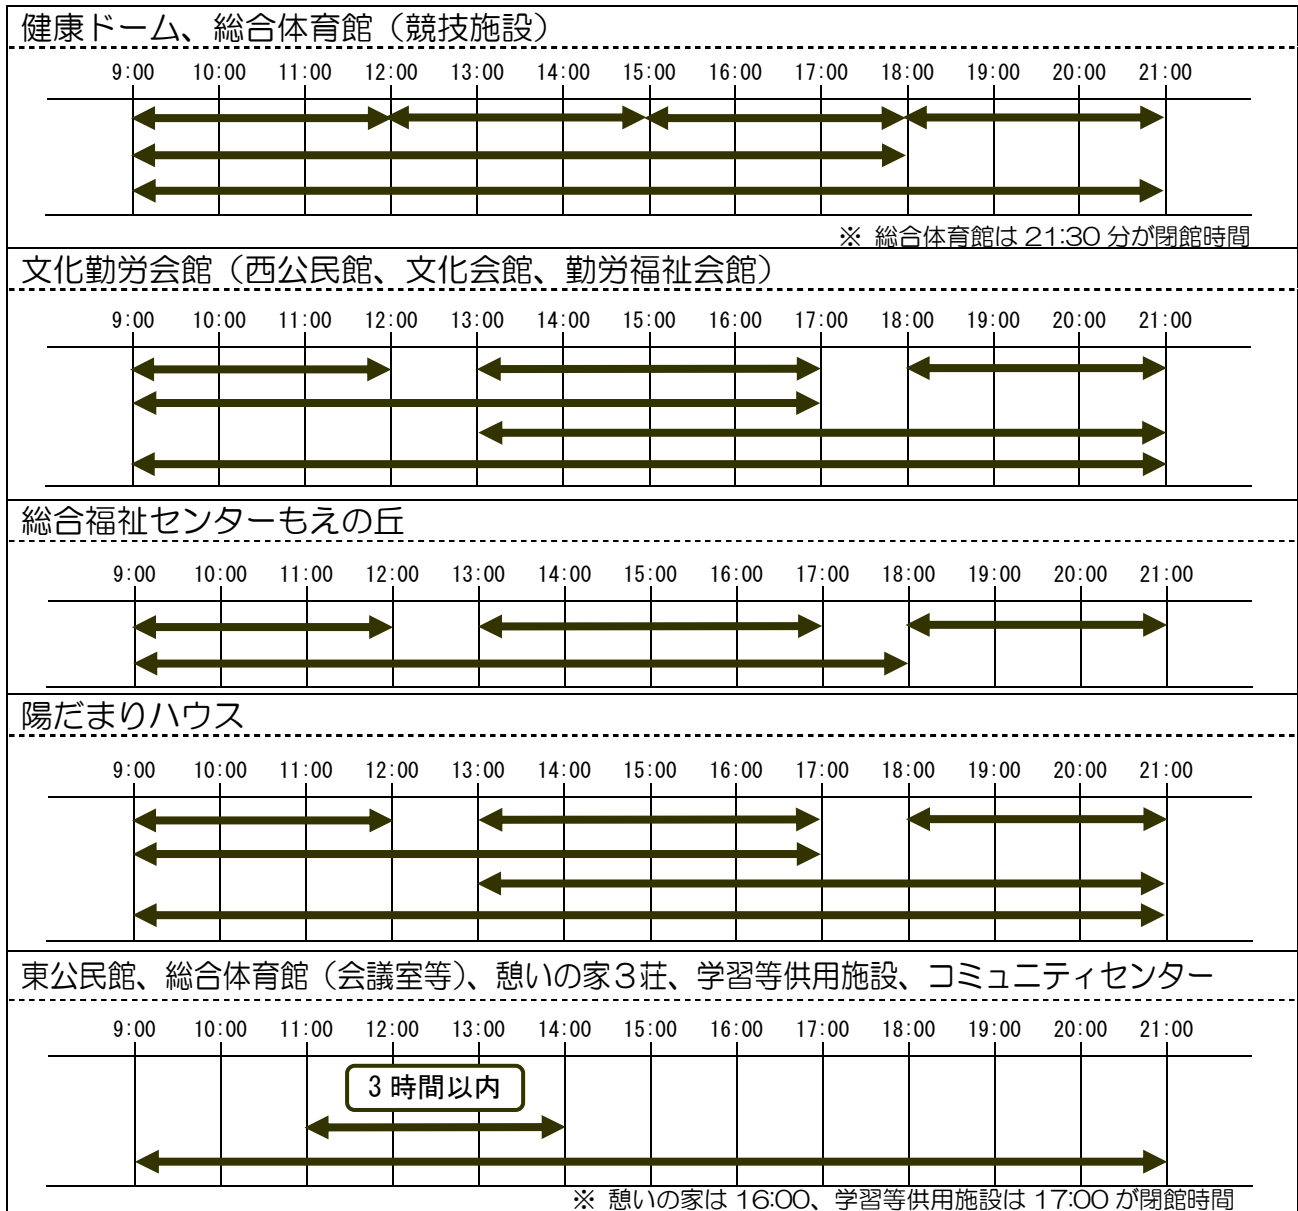 健康ドーム、総合体育館（競技施設）
9:00 10:00 11:00 12:00 13:00 14:00 15:00 16:00 17:00 18:00 19:00 20:00 21:00
※ 総合体育館は 21:30 分が閉館時間
文化勤労会館（西公民館、文化会館、勤労福祉会館）
9:00 10:00 11:00 12:00 13:00 14:00 15:00 16:00 17:00 18:00 19:00 20:00 21:00
総合福祉センターもえの丘
9:00 10:00 11:00 12:00 13:00 14:00 15:00 16:00 17:00 18:00 19:00 20:00 21:00
陽だまりハウス
9:00 10:00 11:00 12:00 13:00 14:00 15:00 16:00 17:00 18:00 19:00 20:00 21:00
東公民館、総合体育館（会議室等）、憩いの家３荘、学習等供用施設、コミュニティセンター
9:00 10:00 11:00 12:00 13:00 14:00 15:00 16:00 17:00 18:00 19:00 20:00 21:00
3 時間以内
※ 憩いの家は 16:00、学習等供用施設は 17:00 が閉館時間